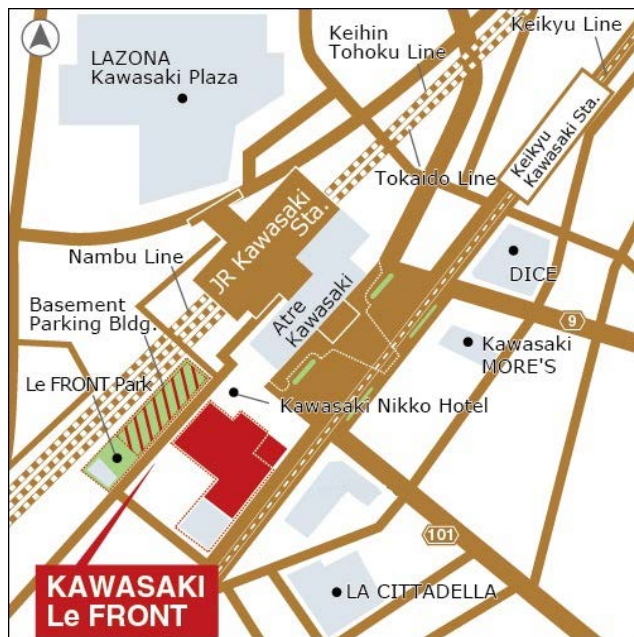 LAZONA
Kawasaki Plaza
Keihin
Tohoku Line
Keikyu Line
Keikyu
Kawasaki Sta.
Tokaido Line
JR Kawasaki
Sta.
Nambu Line
Atre
Kawasaki
DICE
Basement
Parking Bldg.
9
Kawasaki
MORE'S
Le FRONT Park
Kawasaki Nikko Hotel
101
KAWASAKI
Le FRONT
LA CITTADELLA